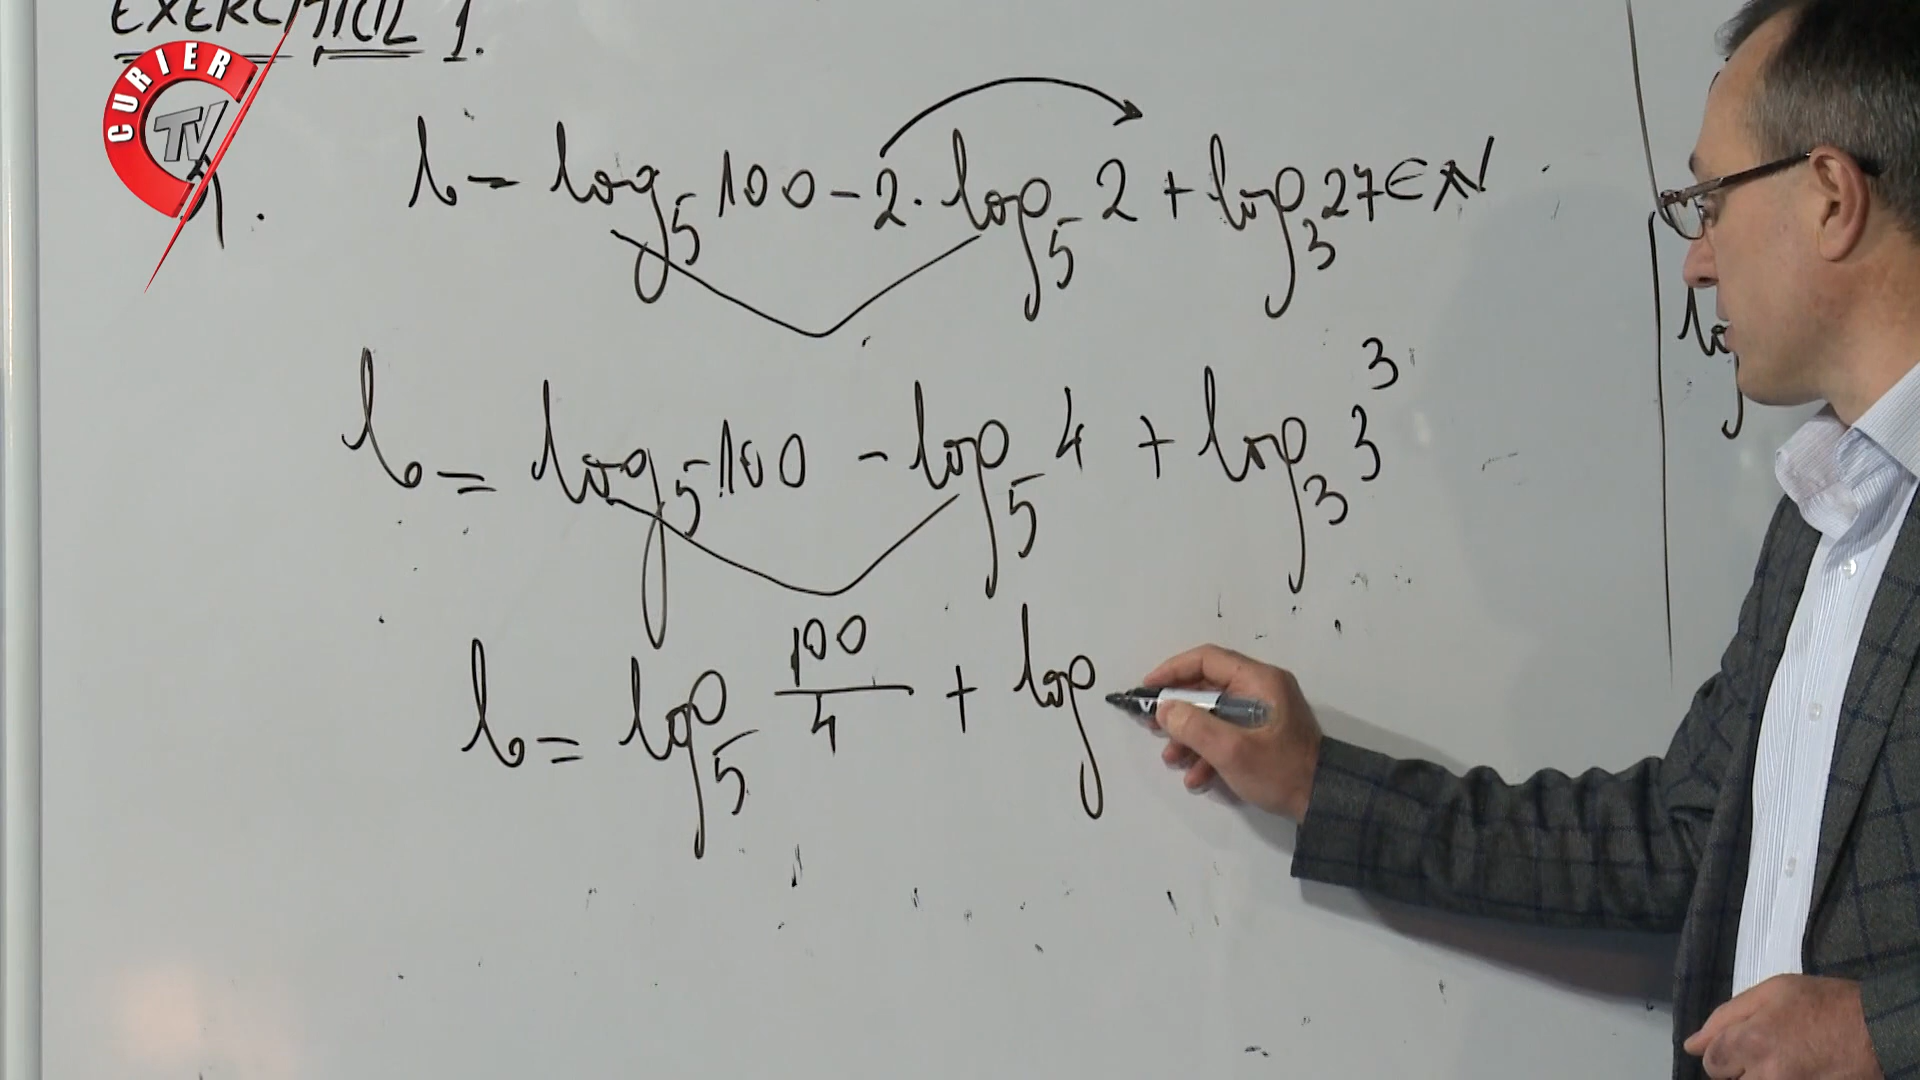 EXERCIȚIUL 1.
CURIER TV
1. b = log₅100 - 2 · log₅2 + log₃27 ∈ ℕ
b = log₅100 - log₅4 + log₃3³
b = log₅ 100/4 + log